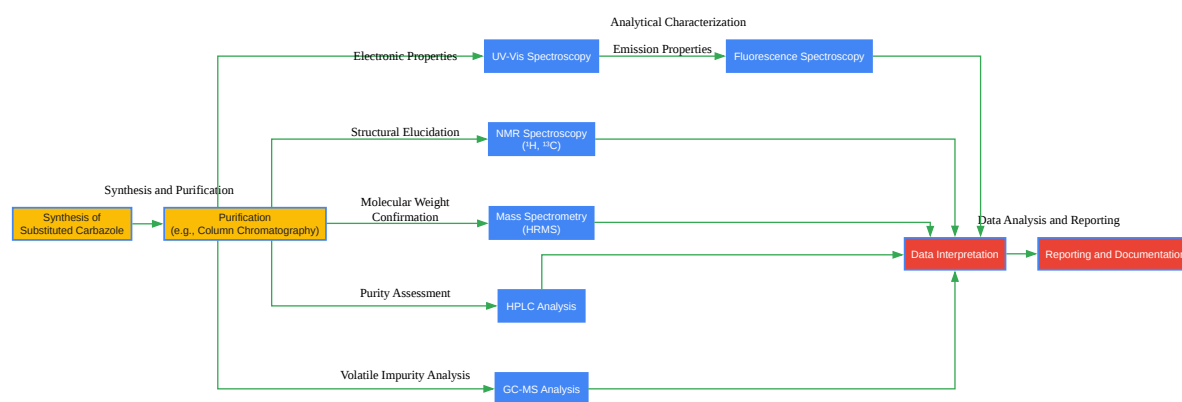 Analytical Characterization
Electronic Properties
UV-Vis Spectroscopy
Emission Properties
Fluorescence Spectroscopy
Structural Elucidation
NMR Spectroscopy
(¹H, ¹³C)
Synthesis and Purification
Synthesis of
Substituted Carbazole
Purification
(e.g., Column Chromatography)
Molecular Weight
Confirmation
Mass Spectrometry
(HRMS)
Data Analysis and Reporting
Data Interpretation
Reporting and Documentation
Purity Assessment
HPLC Analysis
Volatile Impurity Analysis
GC-MS Analysis